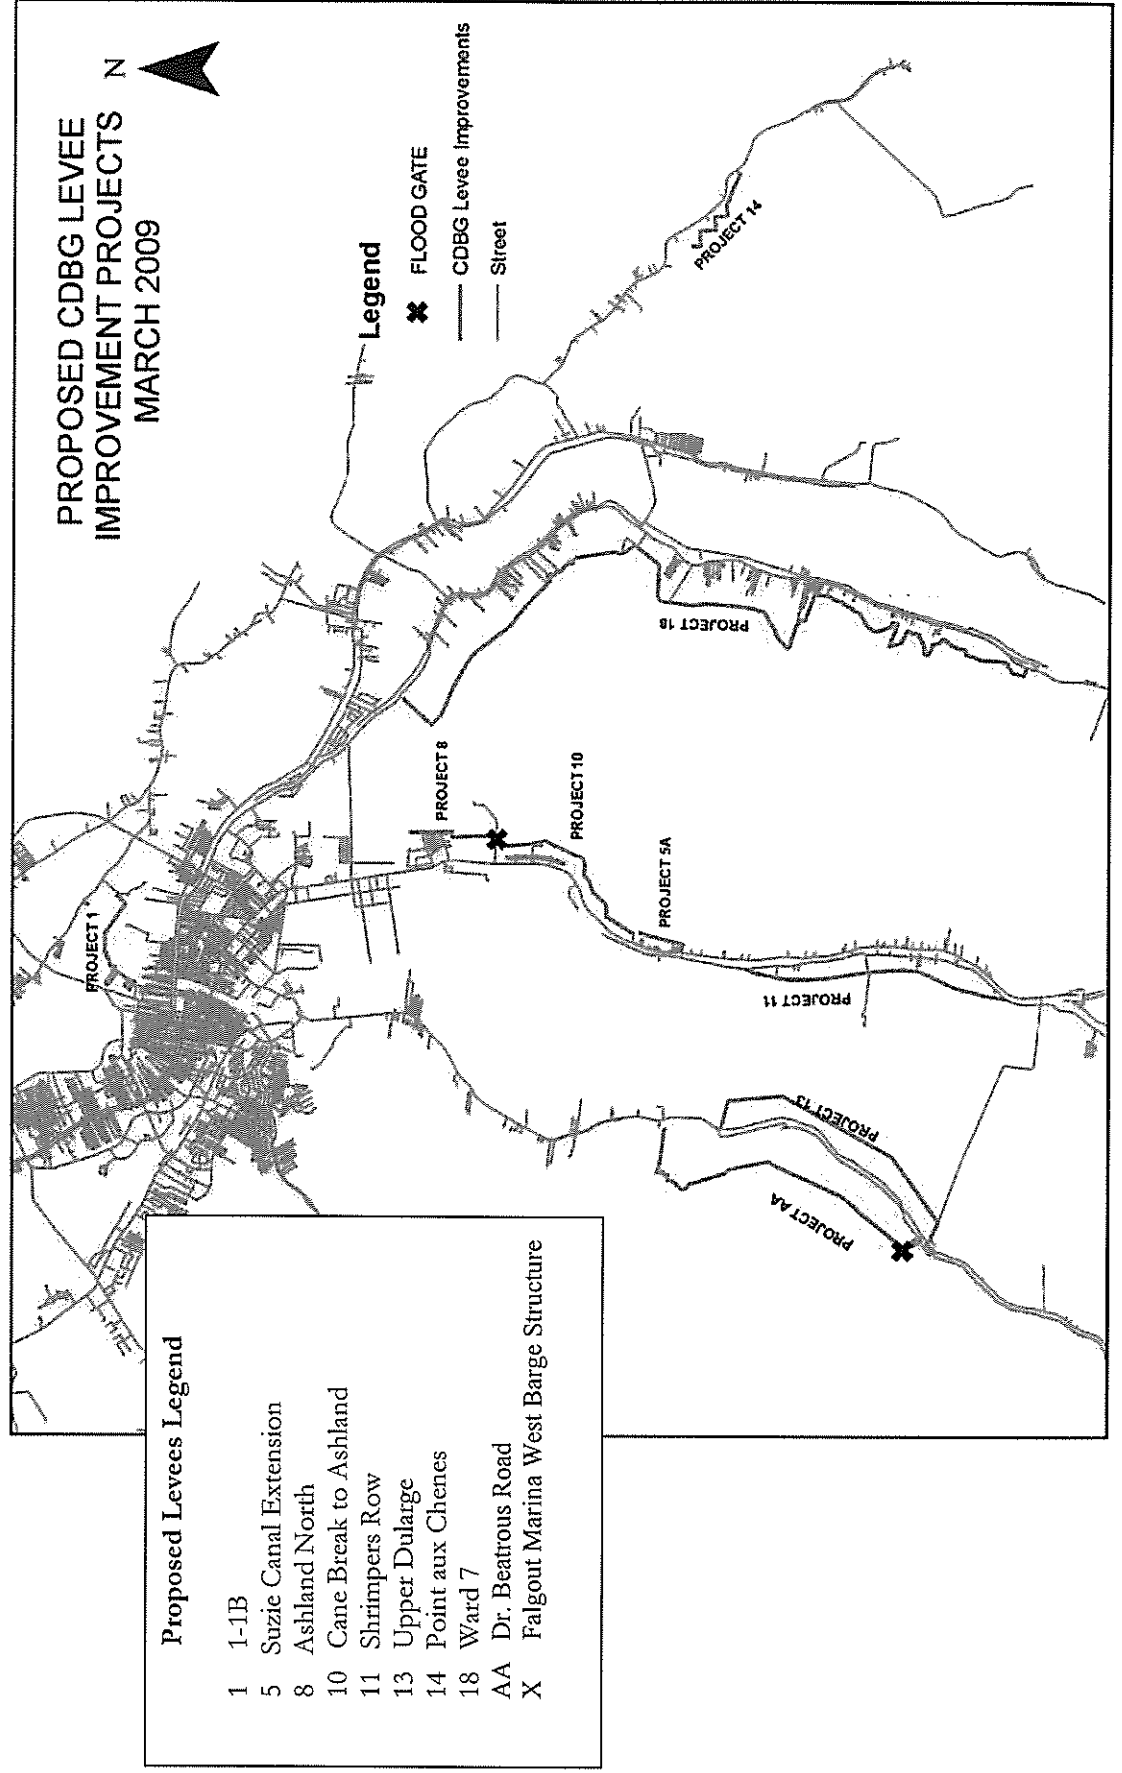 PROPOSED CDBG LEVEE
IMPROVEMENT PROJECTS
MARCH 2009
N
Legend
FLOOD GATE
CDBG Levee Improvements
Street
PROJECT 1
PROJECT 8
PROJECT 10
PROJECT 5A
PROJECT 11
PROJECT 13
PROJECT AA
PROJECT 18
PROJECT 14
Proposed Levees Legend
1 1-1B
5 Suzie Canal Extension
8 Ashland North
10 Cane Break to Ashland
11 Shrimpers Row
13 Upper Dularge
14 Point aux Chenes
18 Ward 7
AA Dr. Beatrous Road
X Falgout Marina West Barge Structure